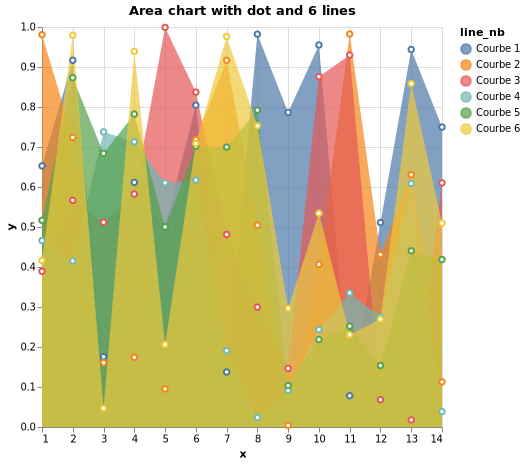 Area chart with dot and 6 lines
line_nb
Courbe 1
Courbe 2
Courbe 3
Courbe 4
Courbe 5
Courbe 6
1.0
0.9
0.8
0.7
0.6
0.5
0.4
0.3
0.2
0.1
0.0
y
1 2 3 4 5 6 7 8 9 10 11 12 13 14
x